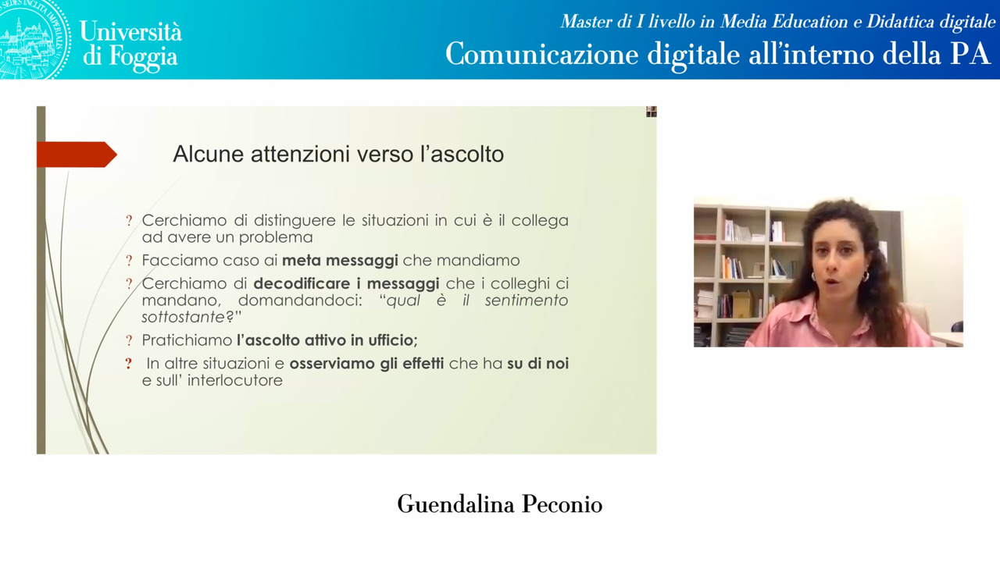 SEDES INCLITA IMPERIALIS
Università
di Foggia
Master di I livello in Media Education e Didattica digitale
Comunicazione digitale all'interno della PA
Alcune attenzioni verso l'ascolto
? Cerchiamo di distinguere le situazioni in cui è il collega
ad avere un problema
? Facciamo caso ai meta messaggi che mandiamo
? Cerchiamo di decodificare i messaggi che i colleghi ci
mandano, domandandoci: “qual è il sentimento
sottostante?”
? Pratichiamo l'ascolto attivo in ufficio;
? In altre situazioni e osserviamo gli effetti che ha su di noi
e sull' interlocutore
Guendalina Peconio